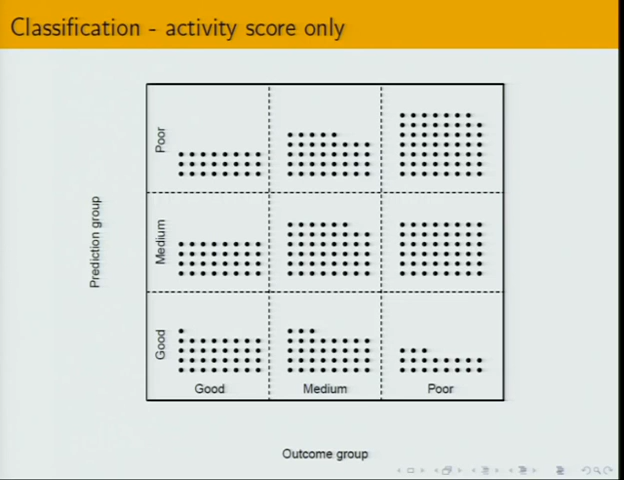 Classification - activity score only
Poor
Medium
Prediction group
Good
Good Medium Poor
Outcome group